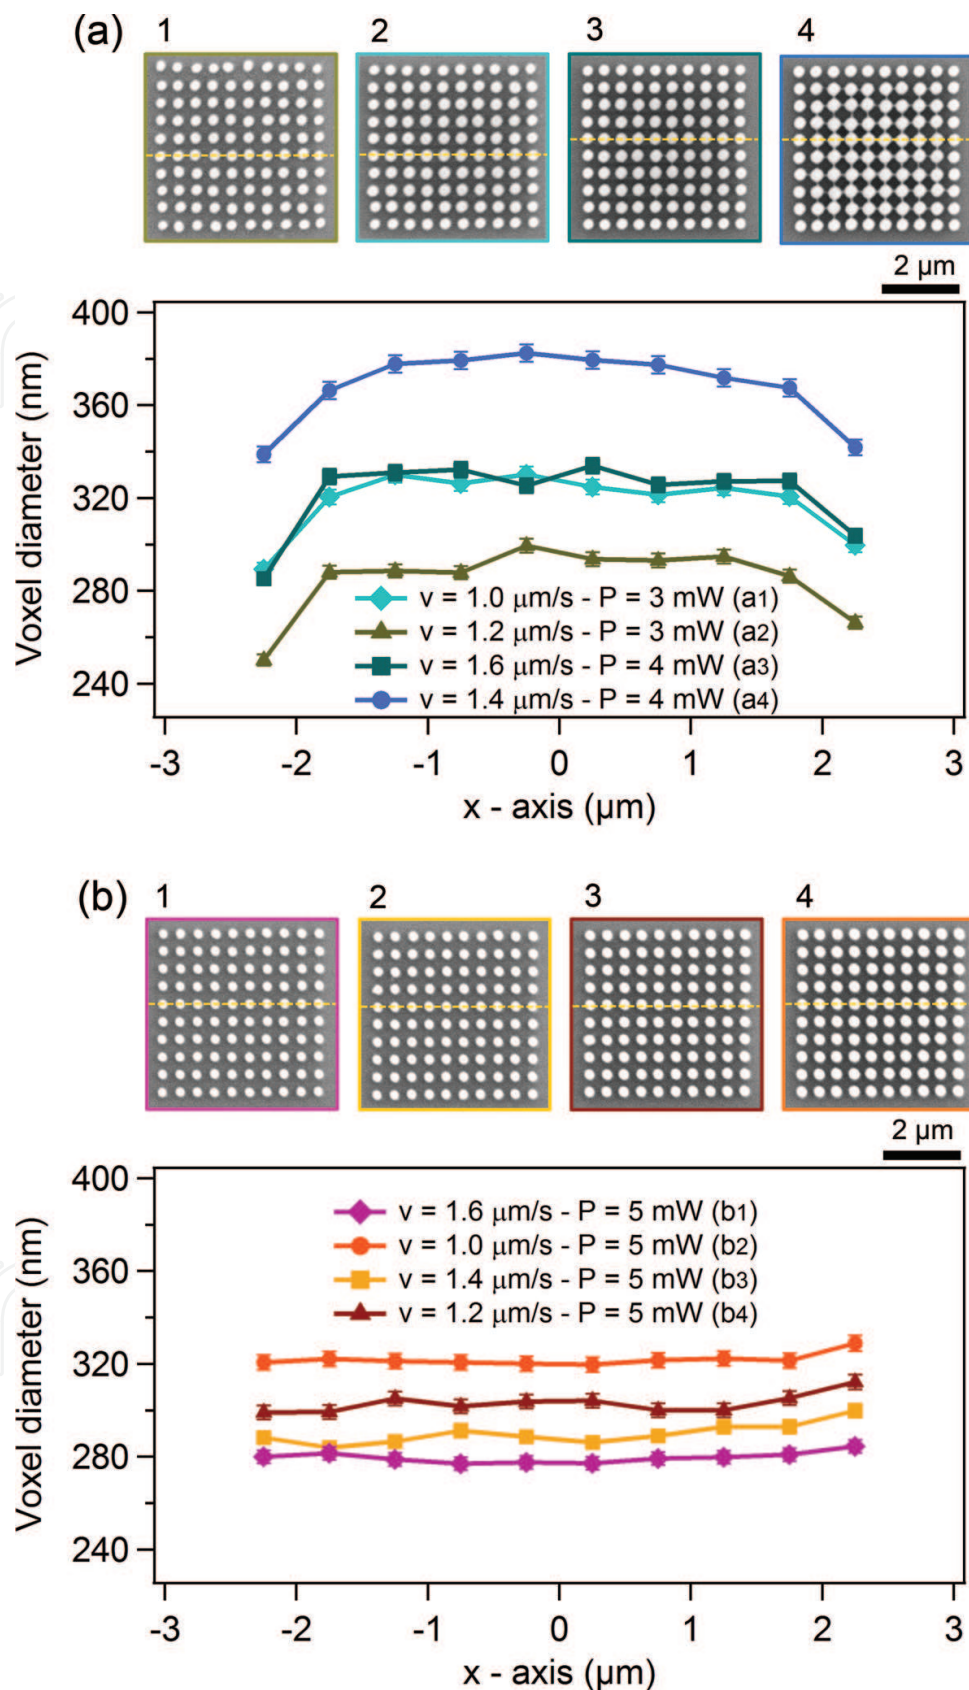 (a)
1 2 3 4
2 µm
400
360
320
280
240
Voxel diameter (nm)
v = 1.0 µm/s - P = 3 mW (a1)
v = 1.2 µm/s - P = 3 mW (a2)
v = 1.6 µm/s - P = 4 mW (a3)
v = 1.4 µm/s - P = 4 mW (a4)
-3 -2 -1 0 1 2 3
x - axis (µm)
(b)
1 2 3 4
2 µm
400
360
320
280
240
Voxel diameter (nm)
v = 1.6 µm/s - P = 5 mW (b1)
v = 1.0 µm/s - P = 5 mW (b2)
v = 1.4 µm/s - P = 5 mW (b3)
v = 1.2 µm/s - P = 5 mW (b4)
-3 -2 -1 0 1 2 3
x - axis (µm)